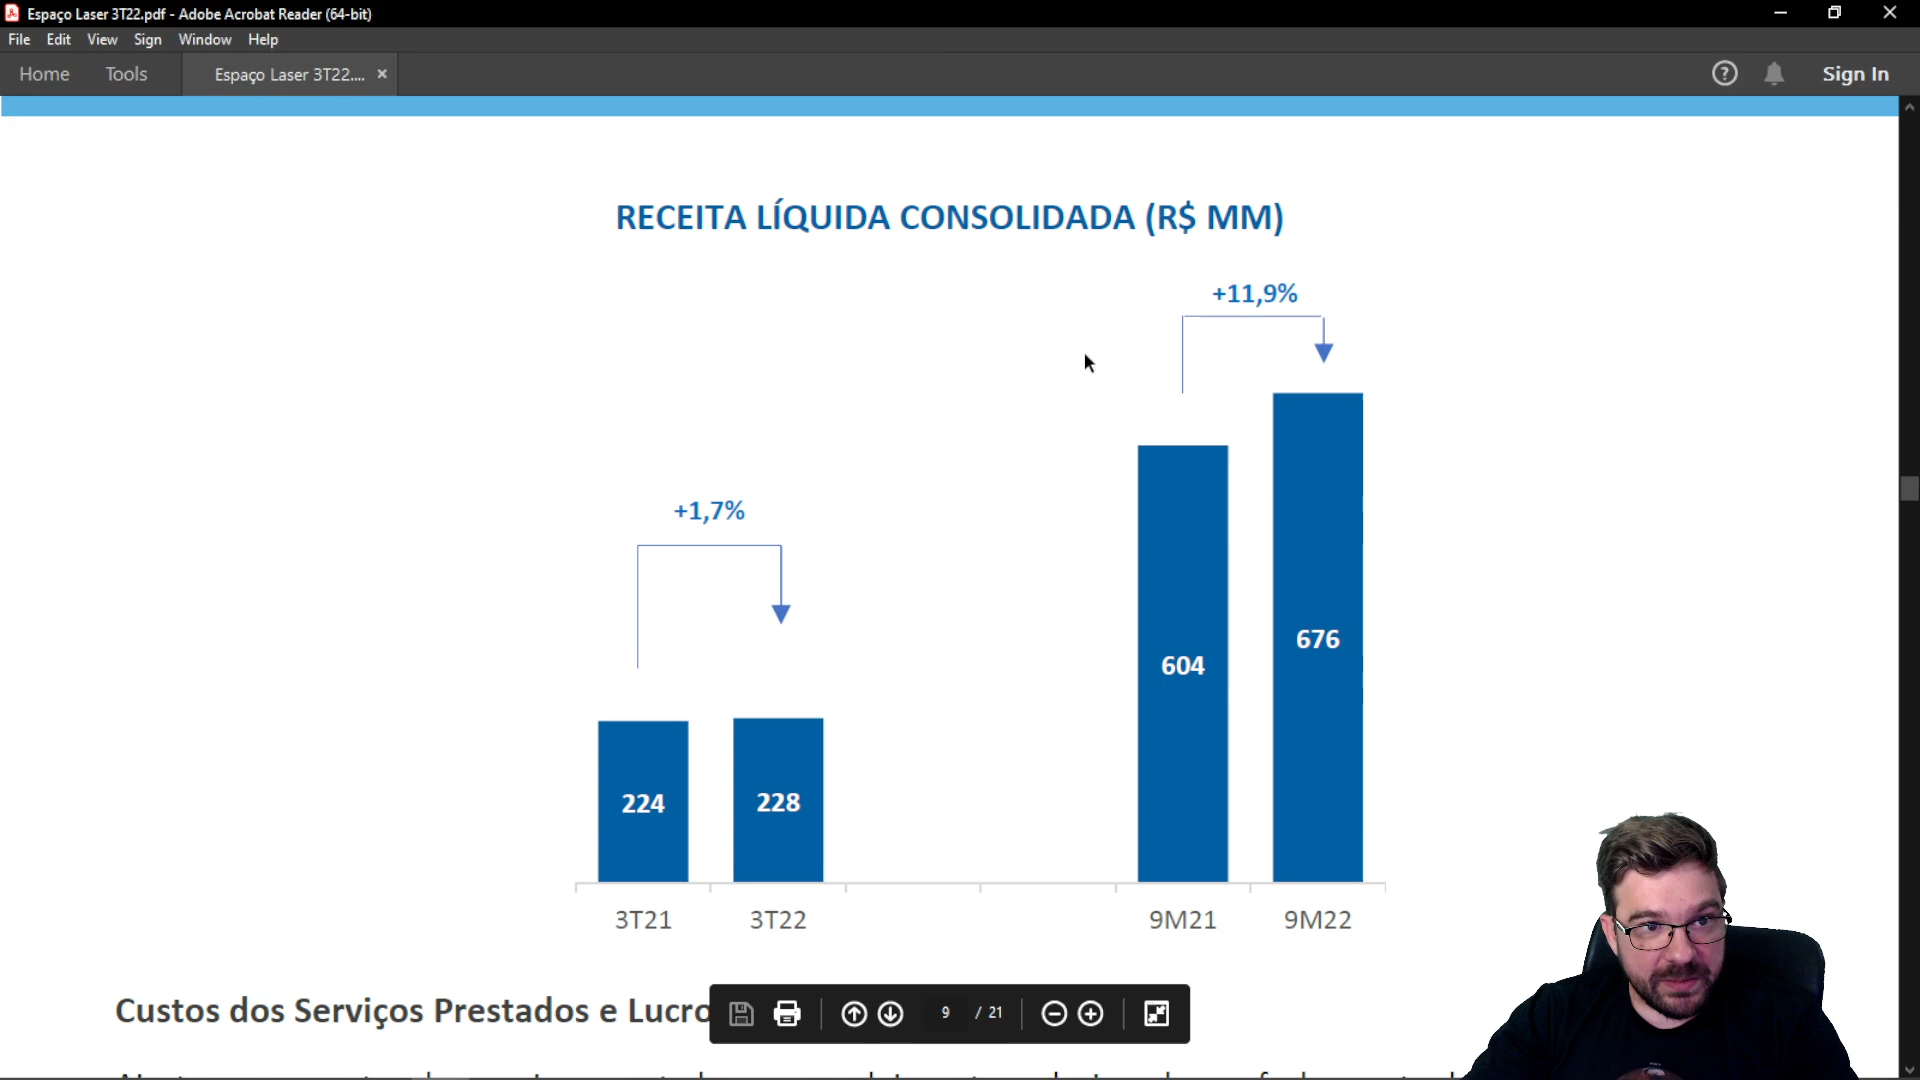 Espaço Laser 3T22.pdf - Adobe Acrobat Reader (64-bit)
File Edit View Sign Window Help
Home Tools Espaço Laser 3T22.... × Sign In
RECEITA LÍQUIDA CONSOLIDADA (R$ MM)
+11,9%
+1,7%
224 228 604 676
3T21 3T22 9M21 9M22
Custos dos Serviços Prestados e Lucro
9 / 21